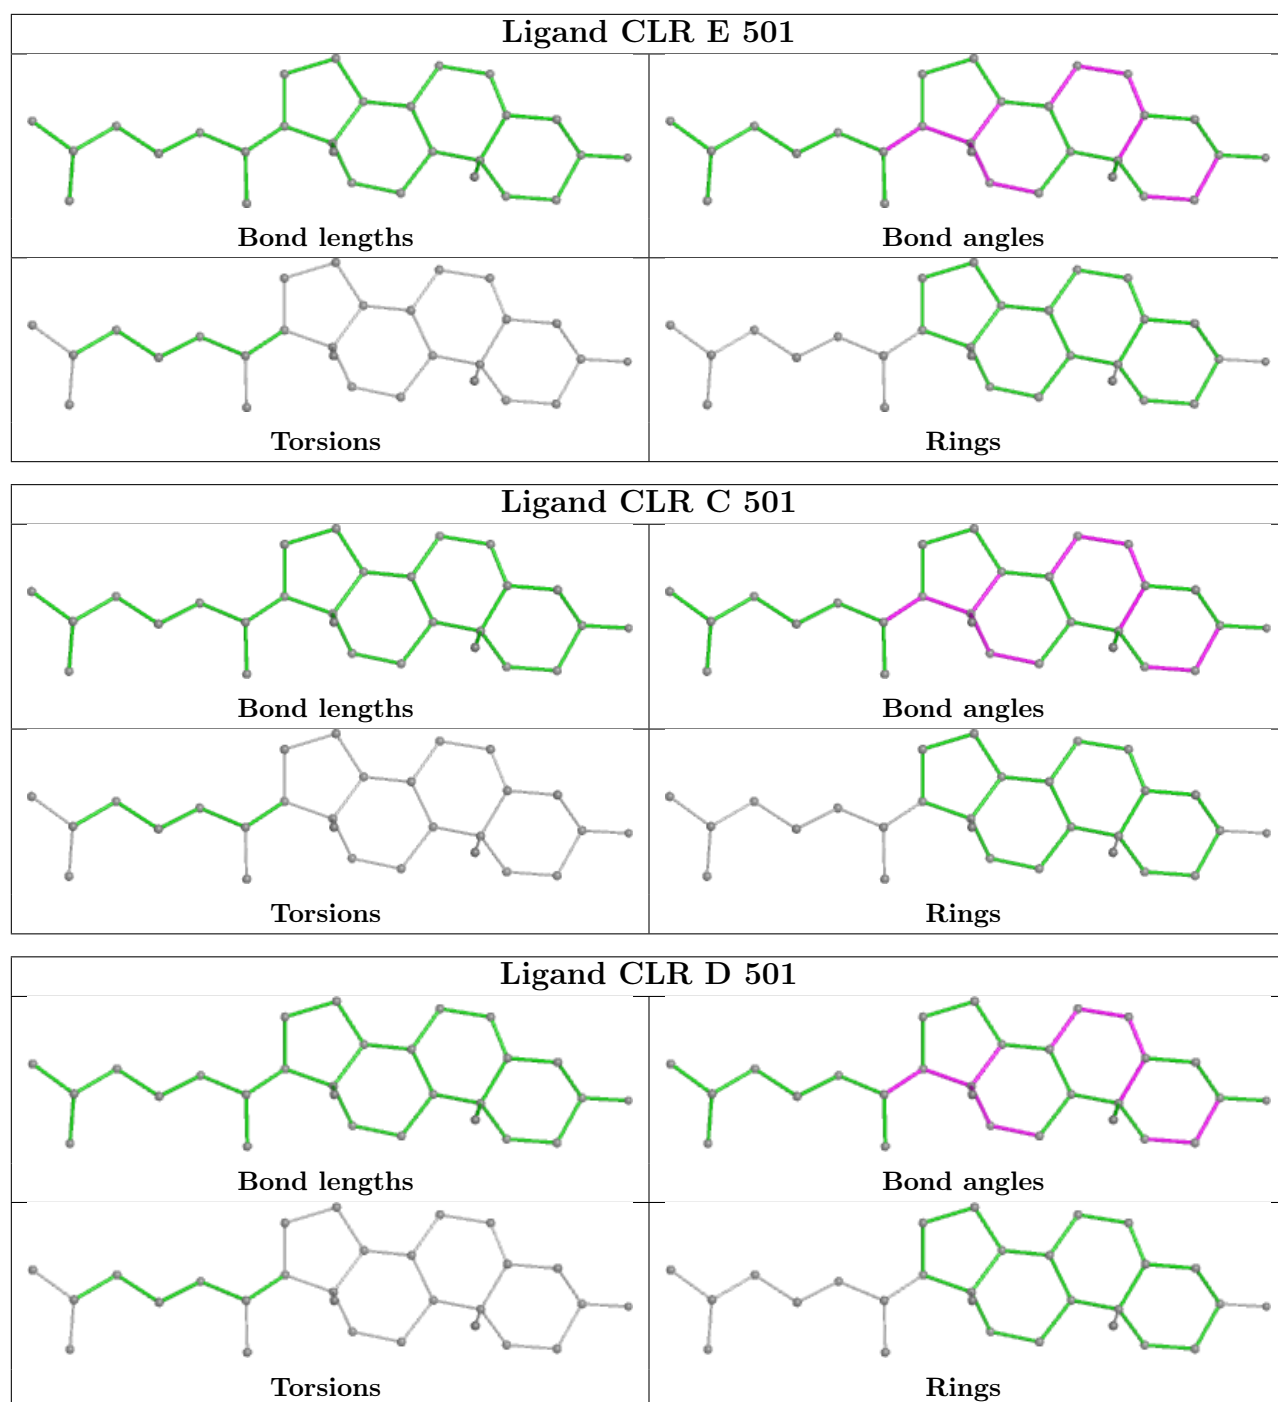 Ligand CLR E 501
Bond lengths
Bond angles
Torsions
Rings
Ligand CLR C 501
Bond lengths
Bond angles
Torsions
Rings
Ligand CLR D 501
Bond lengths
Bond angles
Torsions
Rings